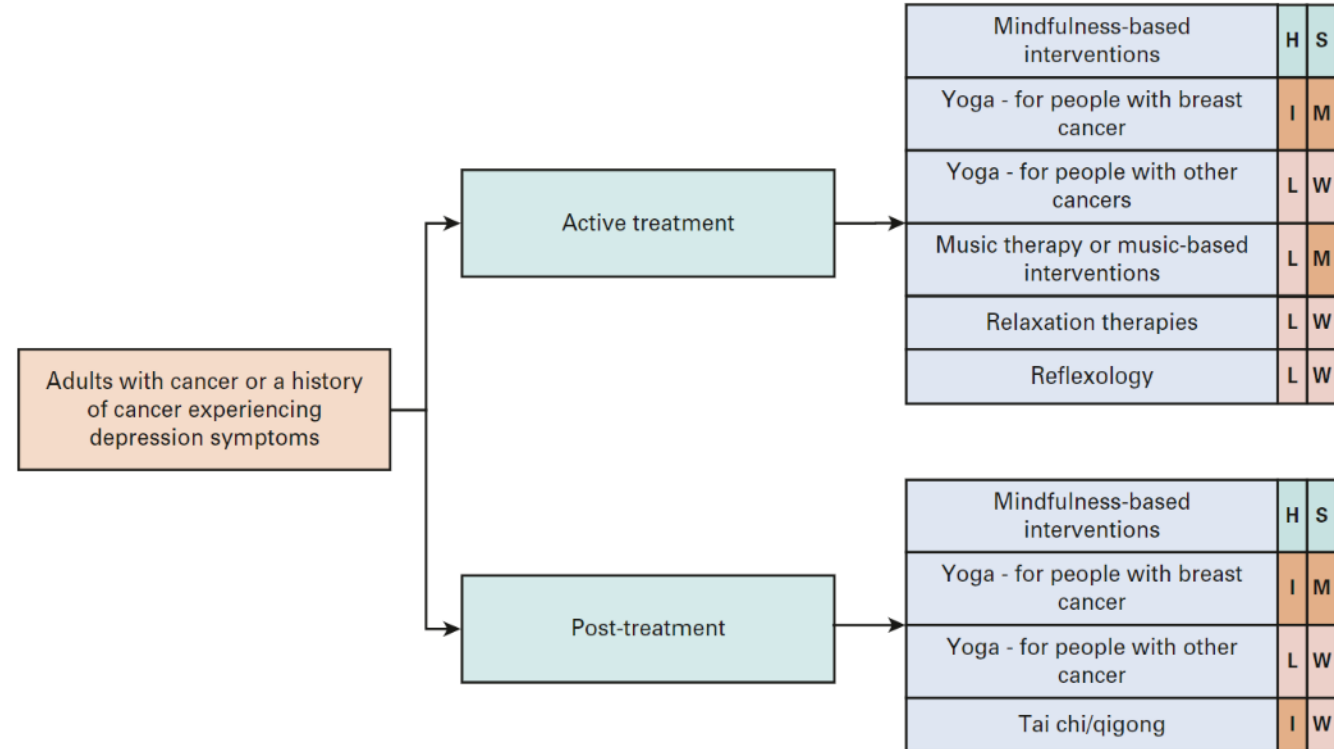 Mindfulness-based
interventions
H S
Yoga - for people with breast
cancer
I M
Yoga - for people with other
cancers
L W
Active treatment
Music therapy or music-based
interventions
L M
Relaxation therapies
L W
Reflexology
L W
Adults with cancer or a history
of cancer experiencing
depression symptoms
Mindfulness-based
interventions
H S
Yoga - for people with breast
cancer
I M
Post-treatment
Yoga - for people with other
cancer
L W
Tai chi/qigong
I W